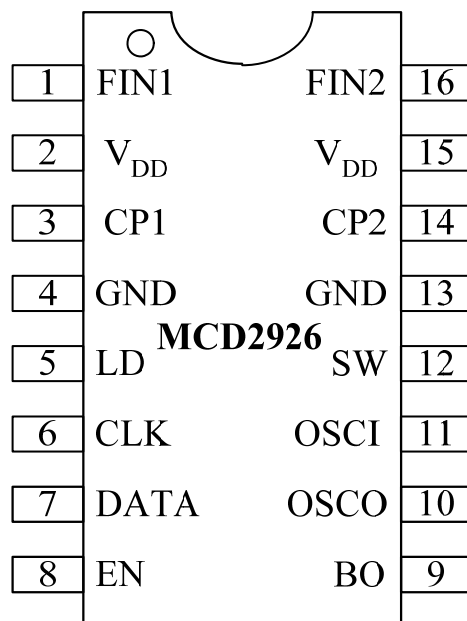 1 FIN1 FIN2 16
2 VDD VDD 15
3 CP1 CP2 14
4 GND GND 13
MCD2926
5 LD SW 12
6 CLK OSCI 11
7 DATA OSCO 10
8 EN BO 9